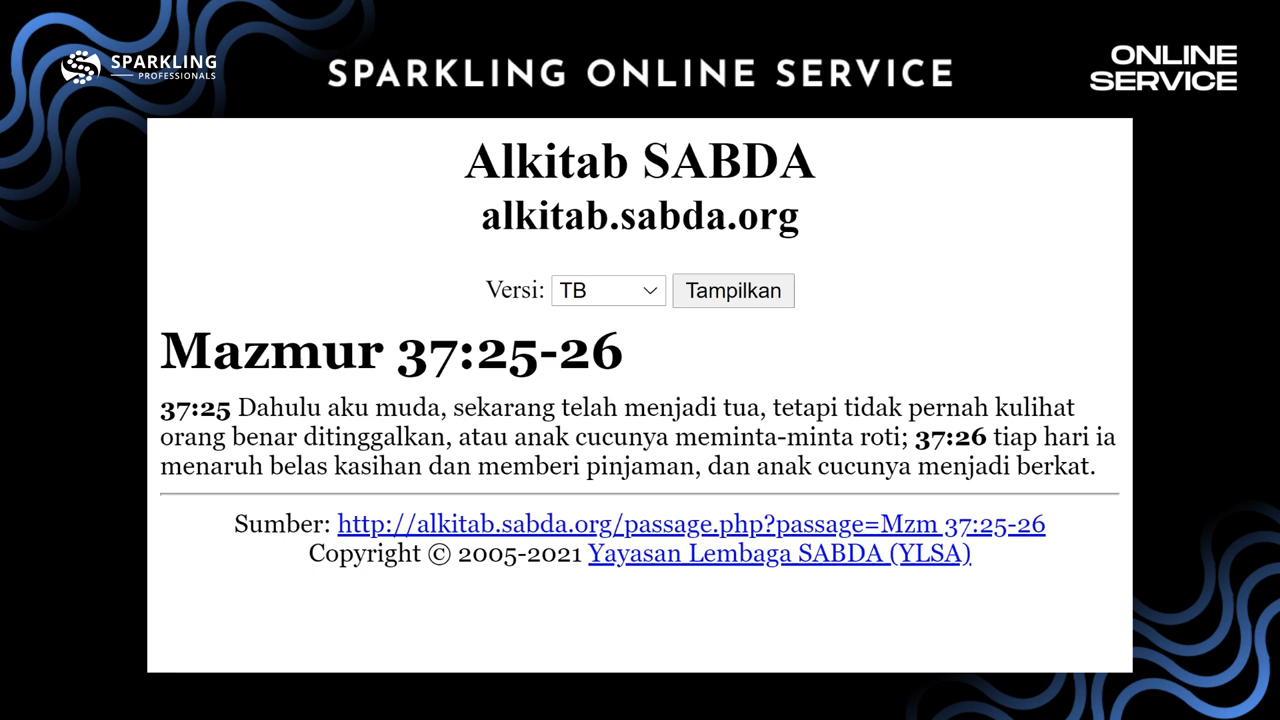 SPARKLING
PROFESSIONALS
SPARKLING ONLINE SERVICE
ONLINE
SERVICE
Alkitab SABDA
alkitab.sabda.org
Versi: TB Tampilkan
Mazmur 37:25-26
37:25 Dahulu aku muda, sekarang telah menjadi tua, tetapi tidak pernah kulihat
orang benar ditinggalkan, atau anak cucunya meminta-minta roti; 37:26 tiap hari ia
menaruh belas kasihan dan memberi pinjaman, dan anak cucunya menjadi berkat.
Sumber: http://alkitab.sabda.org/passage.php?passage=Mzm 37:25-26
Copyright © 2005-2021 Yayasan Lembaga SABDA (YLSA)